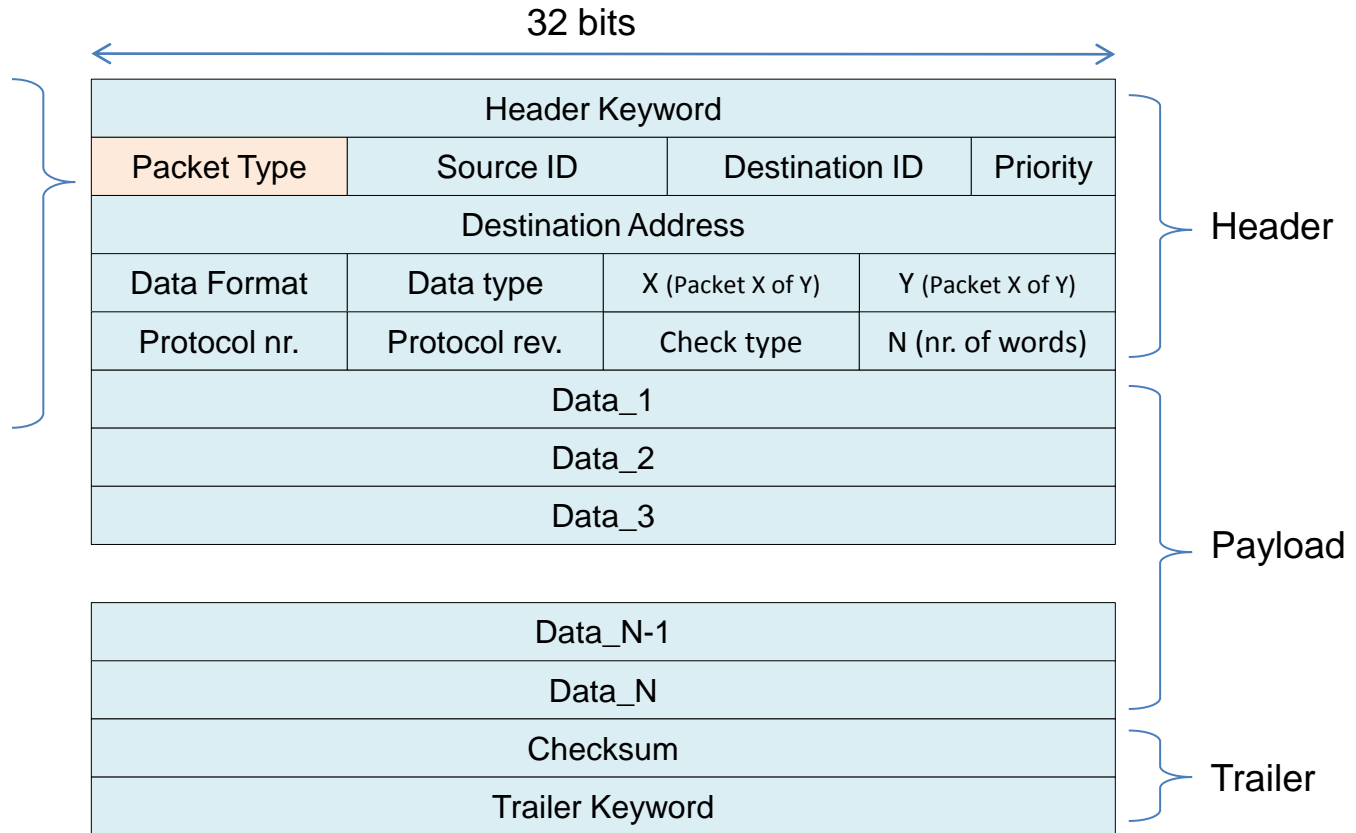 32 bits
Header Keyword
Packet Type Source ID Destination ID Priority
Destination Address
Header
Data Format Data type X (Packet X of Y) Y (Packet X of Y)
Protocol nr. Protocol rev. Check type N (nr. of words)
Data_1
Data_2
Data_3
Payload
Data_N-1
Data_N
Checksum
Trailer
Trailer Keyword